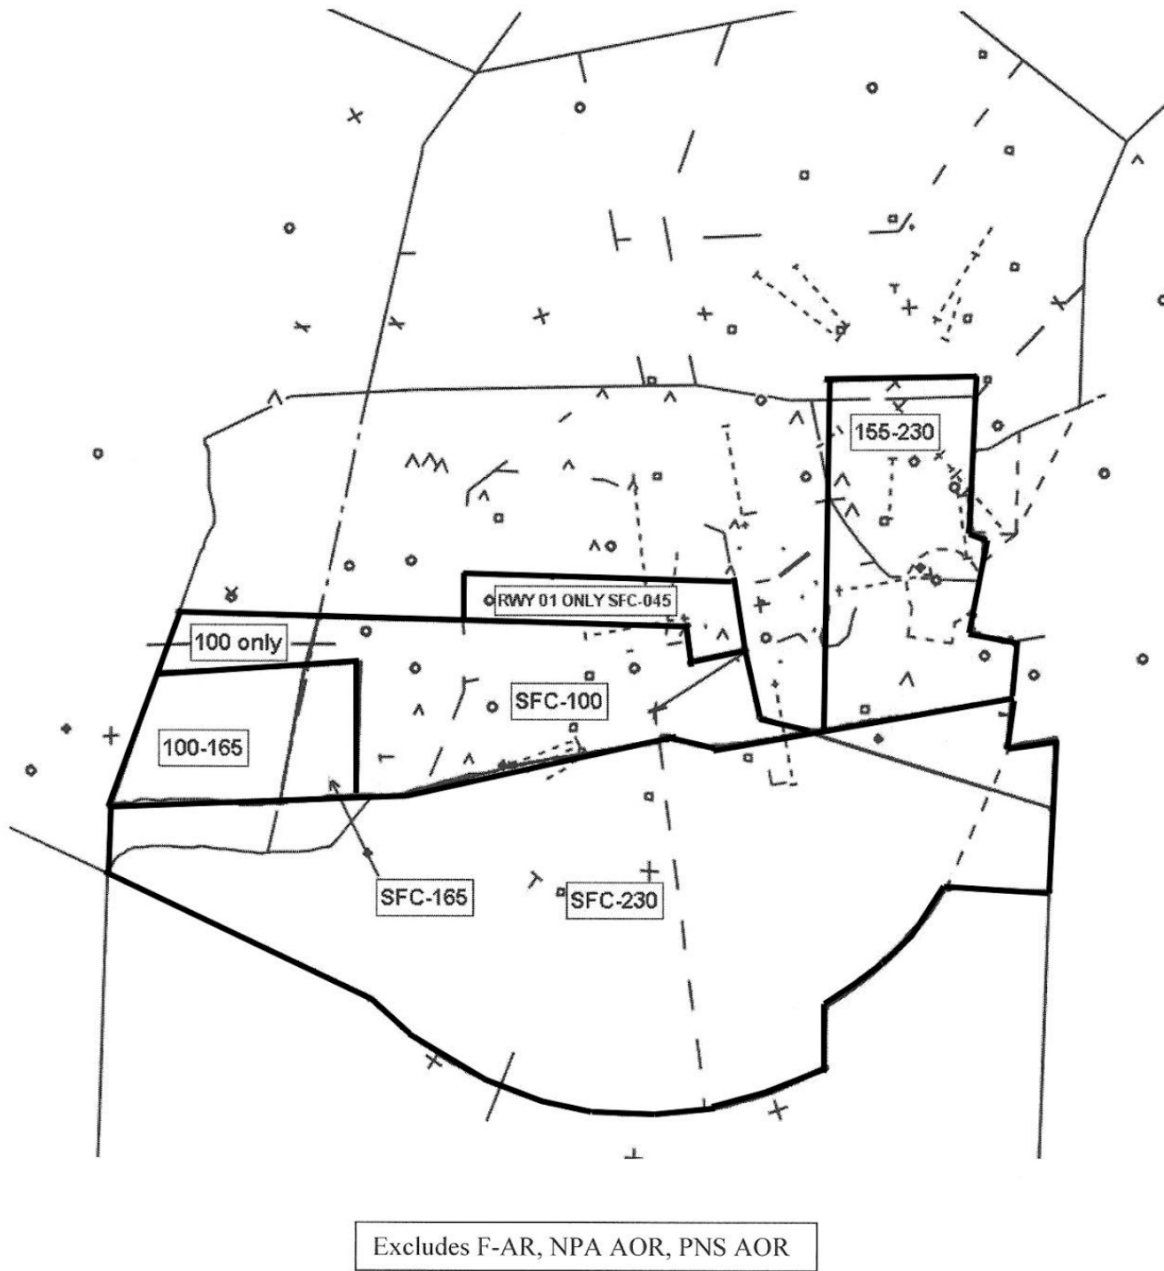 155-230
RWY 01 ONLY SFC-045
100 only
SFC-100
100-165
SFC-165
SFC-230
Excludes F-AR, NPA AOR, PNS AOR